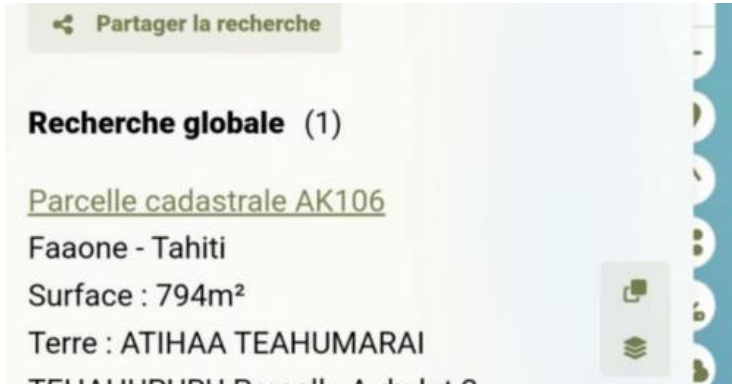 Partager la recherche
Recherche globale (1)
Parcelle cadastrale AK106
Faaone - Tahiti
Surface : 794m²
Terre : ATIHAA TEAHUMARAI